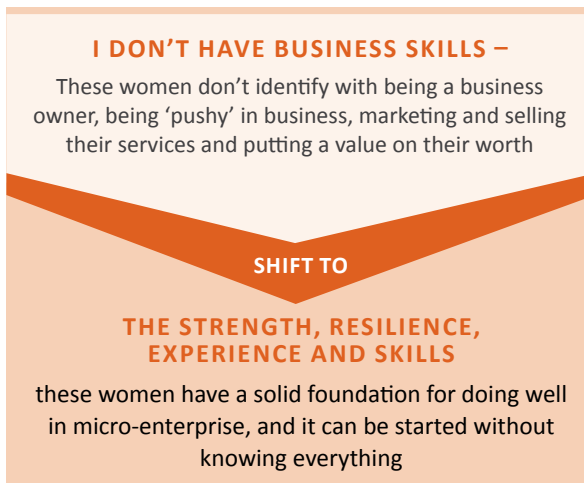 I DON’T HAVE BUSINESS SKILLS –
These women don’t identify with being a business
owner, being ‘pushy’ in business, marketing and selling
their services and putting a value on their worth
SHIFT TO
THE STRENGTH, RESILIENCE,
EXPERIENCE AND SKILLS
these women have a solid foundation for doing well
in micro-enterprise, and it can be started without
knowing everything